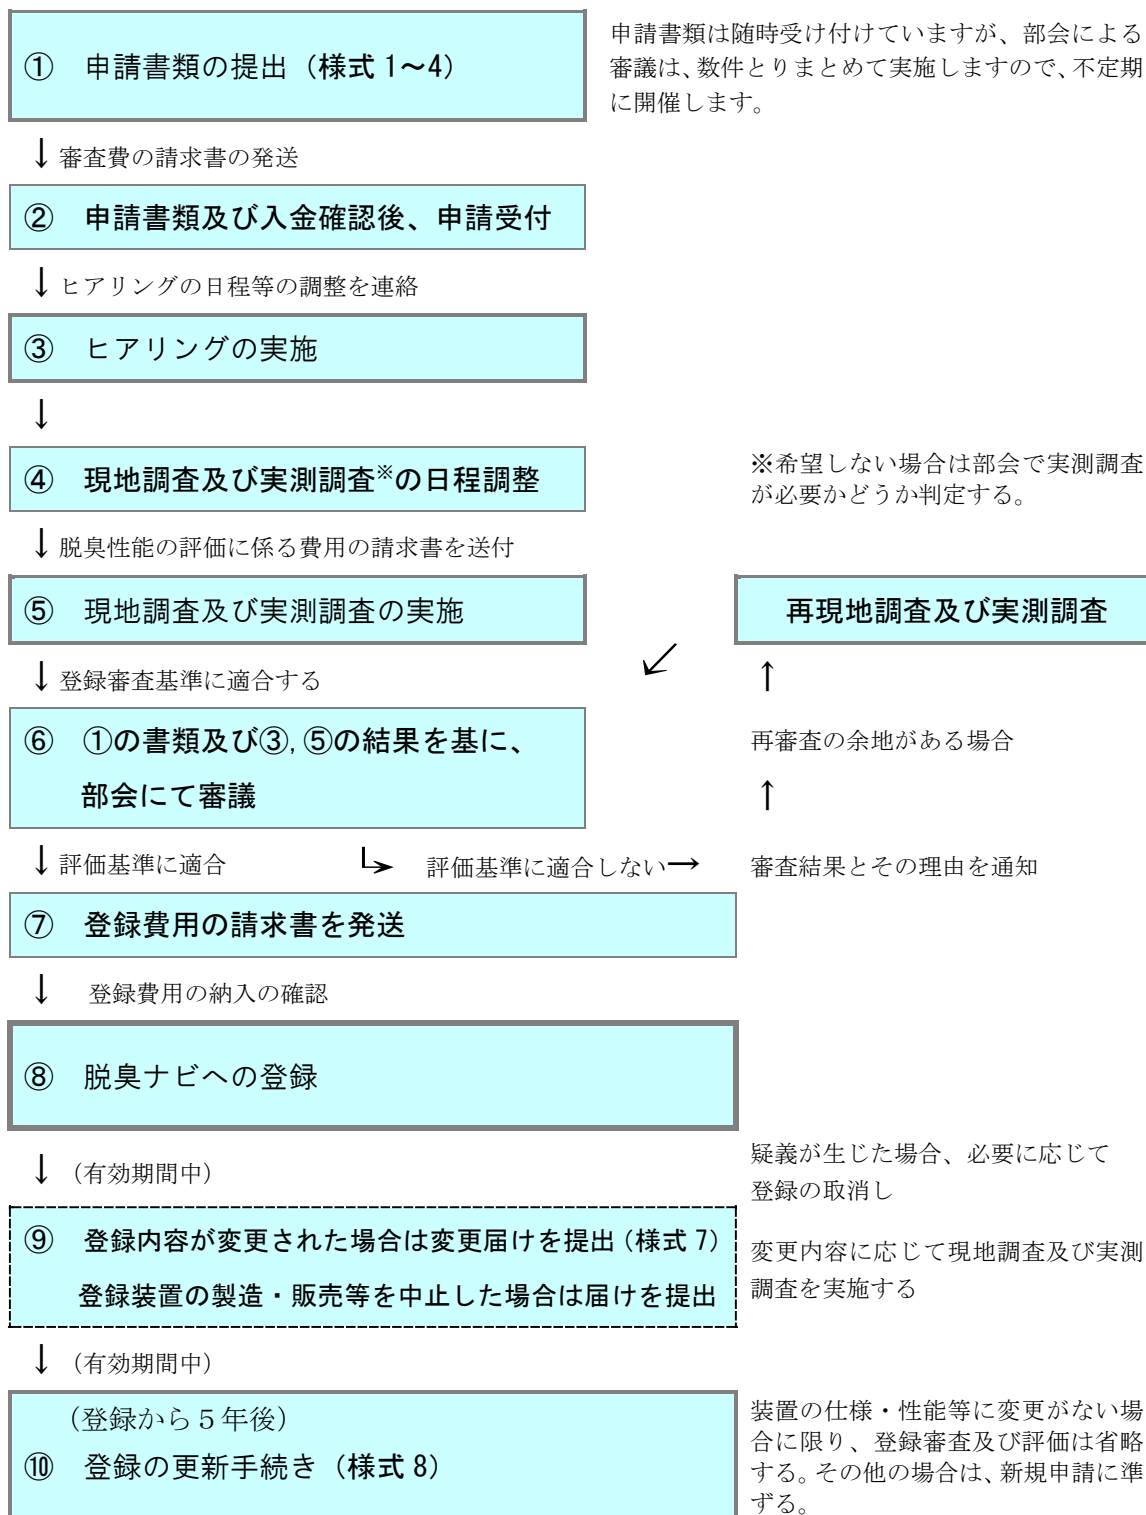 ① 申請書類の提出（様式 1～4）
申請書類は随時受け付けていますが、部会による
審議は、数件とりまとめて実施しますので、不定期
に開催します。
↓審査費の請求書の発送
② 申請書類及び入金確認後、申請受付
↓ヒアリングの日程等の調整を連絡
③ ヒアリングの実施
↓
④ 現地調査及び実測調査※の日程調整
※希望しない場合は部会で実測調査
が必要かどうか判定する。
↓脱臭性能の評価に係る費用の請求書を送付
⑤ 現地調査及び実測調査の実施
再現地調査及び実測調査
↙
↓登録審査基準に適合する
↑
⑥ ①の書類及び③,⑤の結果を基に、
部会にて審議
再審査の余地がある場合
↑
↓評価基準に適合
↳ 評価基準に適合しない→
審査結果とその理由を通知
⑦ 登録費用の請求書を発送
↓ 登録費用の納入の確認
⑧ 脱臭ナビへの登録
↓（有効期間中）
疑義が生じた場合、必要に応じて
登録の取消し
⑨ 登録内容が変更された場合は変更届けを提出（様式 7）
登録装置の製造・販売等を中止した場合は届けを提出
変更内容に応じて現地調査及び実測
調査を実施する
↓（有効期間中）
（登録から５年後）
⑩ 登録の更新手続き（様式 8）
装置の仕様・性能等に変更がない場
合に限り、登録審査及び評価は省略
する。その他の場合は、新規申請に準
ずる。